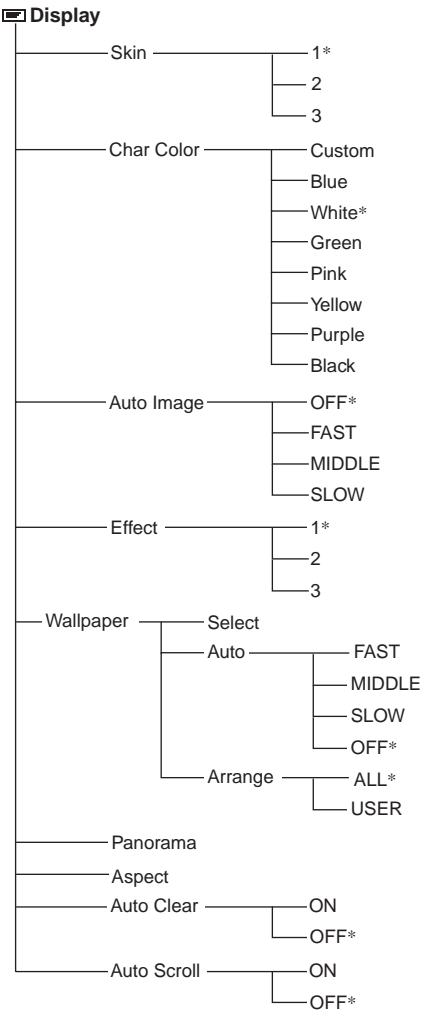 Display
Skin 1*
2
3
Char Color Custom
Blue
White*
Green
Pink
Yellow
Purple
Black
Auto Image OFF*
FAST
MIDDLE
SLOW
Effect 1*
2
3
Wallpaper Select
Auto FAST
MIDDLE
SLOW
OFF*
Arrange ALL*
USER
Panorama
Aspect
Auto Clear ON
OFF*
Auto Scroll ON
OFF*